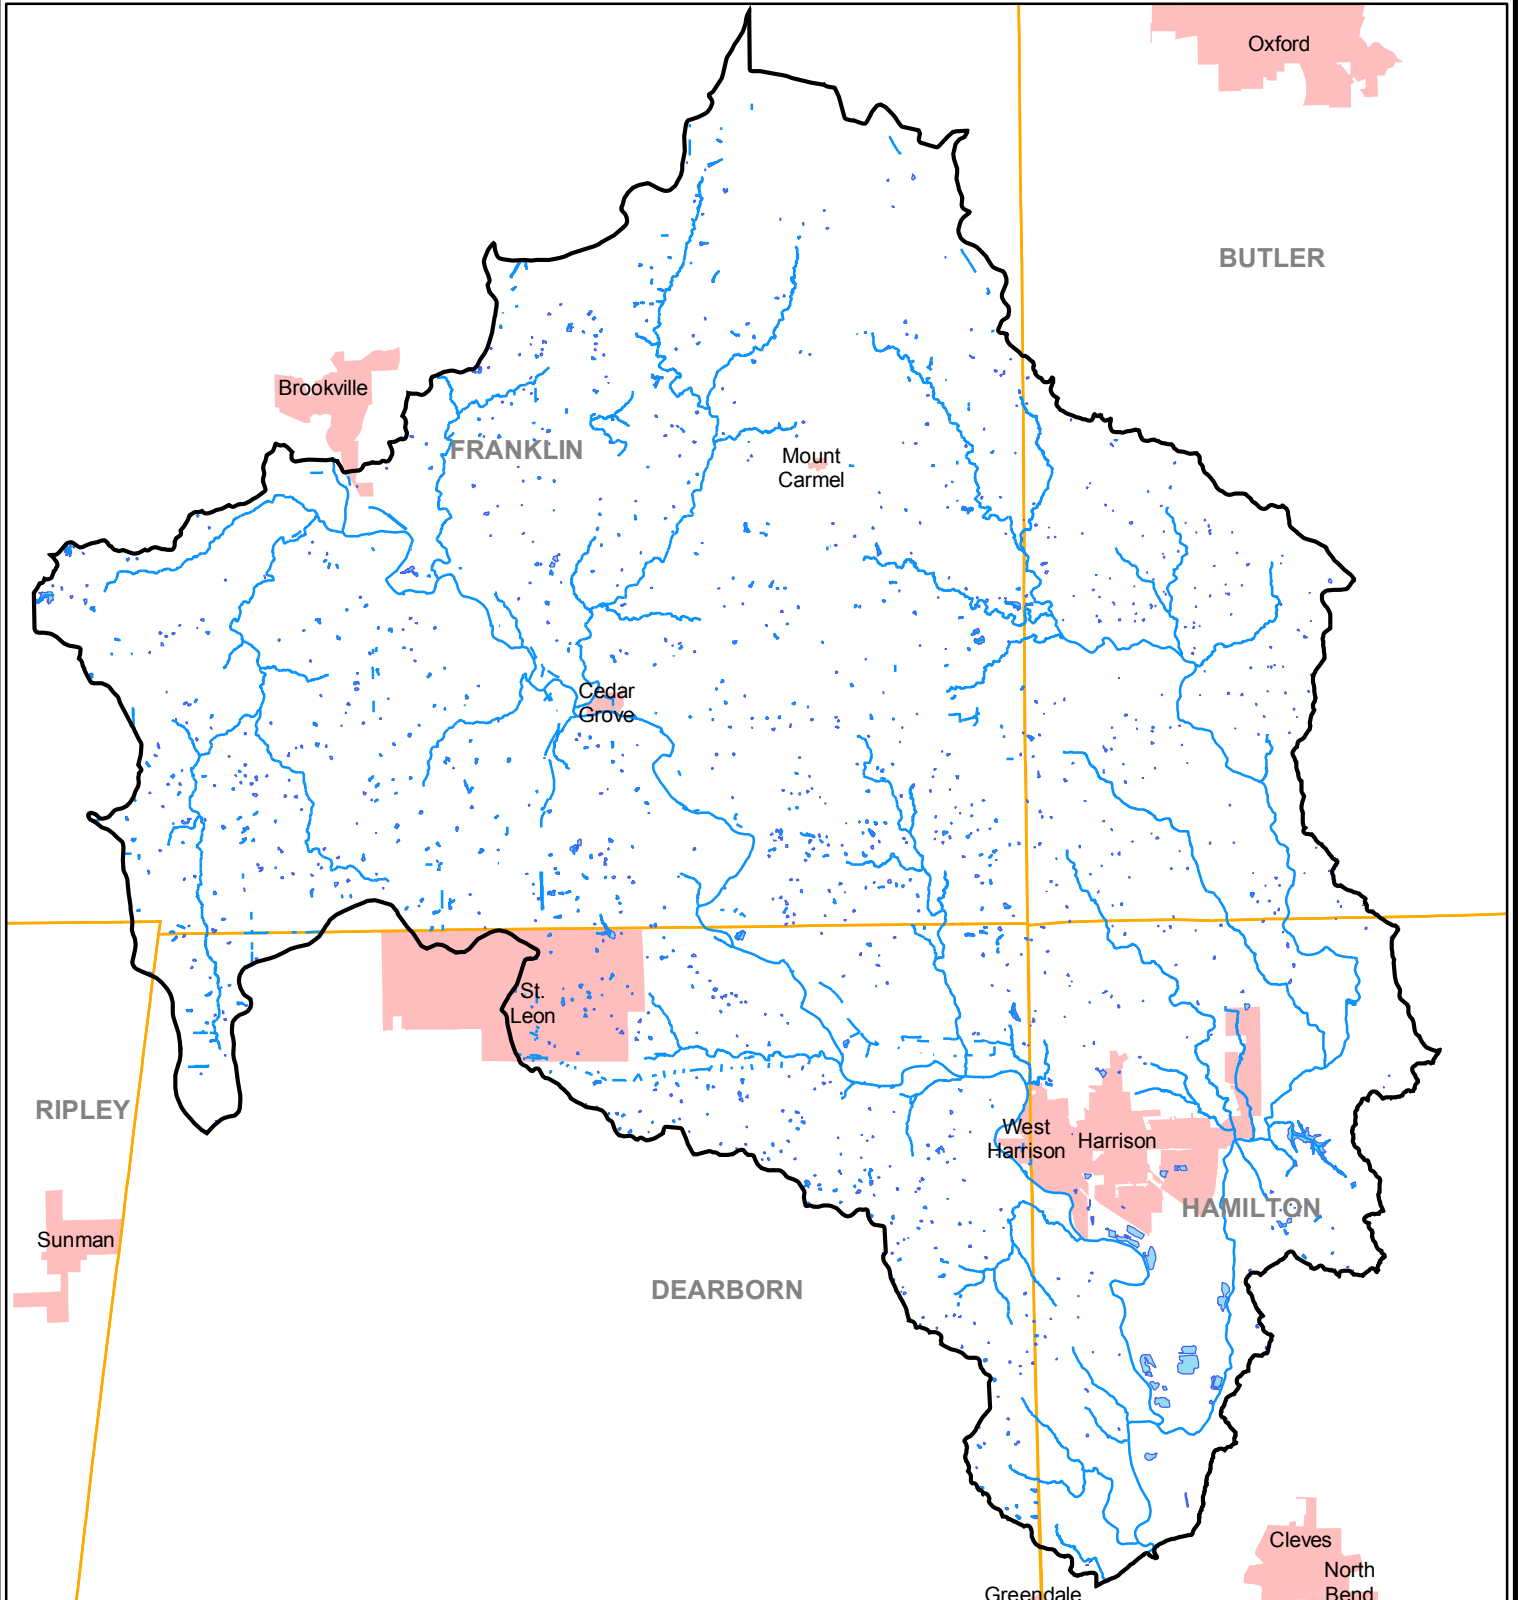 Oxford
BUTLER
Brookville
FRANKLIN
Mount
Carmel
Cedar
Grove
St.
Leon
RIPLEY
West
Harrison
Harrison
HAMILTON
Sunman
DEARBORN
Cleves
North
Bend
Greendale